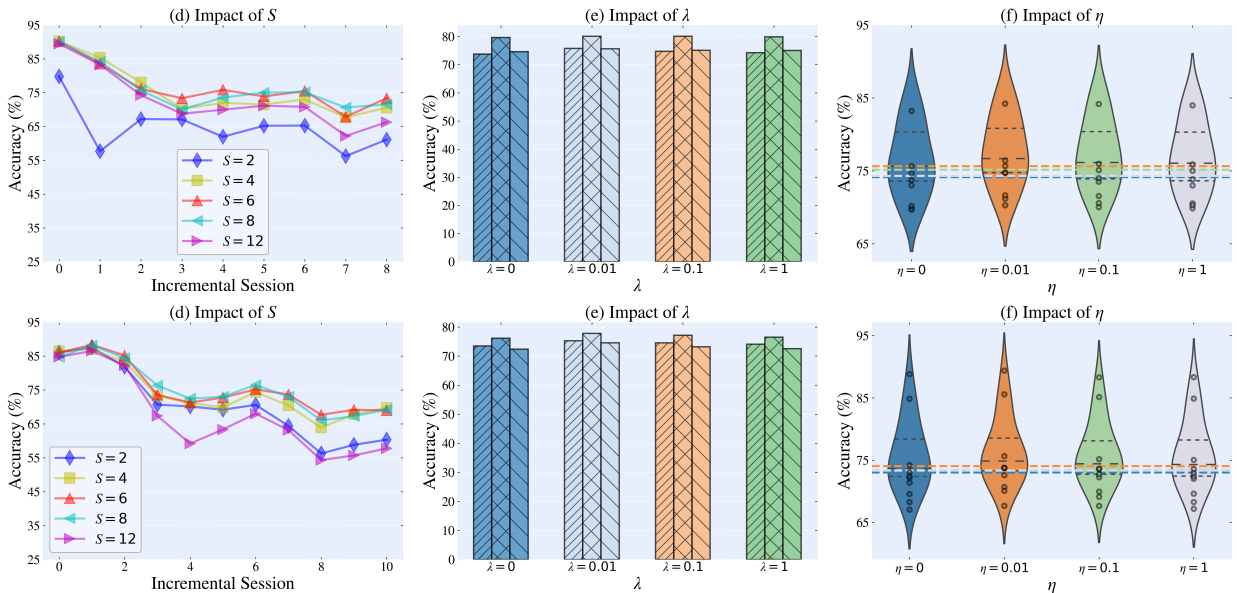 (d) Impact of S
95
85
75
65
55
45
35
25
Accuracy (%)
S = 2
S = 4
S = 6
S = 8
S = 12
0 1 2 3 4 5 6 7 8
Incremental Session
(e) Impact of λ
80
70
60
50
40
30
20
10
0
Accuracy (%)
λ = 0 λ = 0.01 λ = 0.1 λ = 1
λ
(f) Impact of η
85
75
65
Accuracy (%)
η = 0 η = 0.01 η = 0.1 η = 1
η
(d) Impact of S
95
85
75
65
55
45
35
25
Accuracy (%)
S = 2
S = 4
S = 6
S = 8
S = 12
0 2 4 6 8 10
Incremental Session
(e) Impact of λ
80
70
60
50
40
30
20
10
0
Accuracy (%)
λ = 0 λ = 0.01 λ = 0.1 λ = 1
λ
(f) Impact of η
95
85
75
65
Accuracy (%)
η = 0 η = 0.01 η = 0.1 η = 1
η